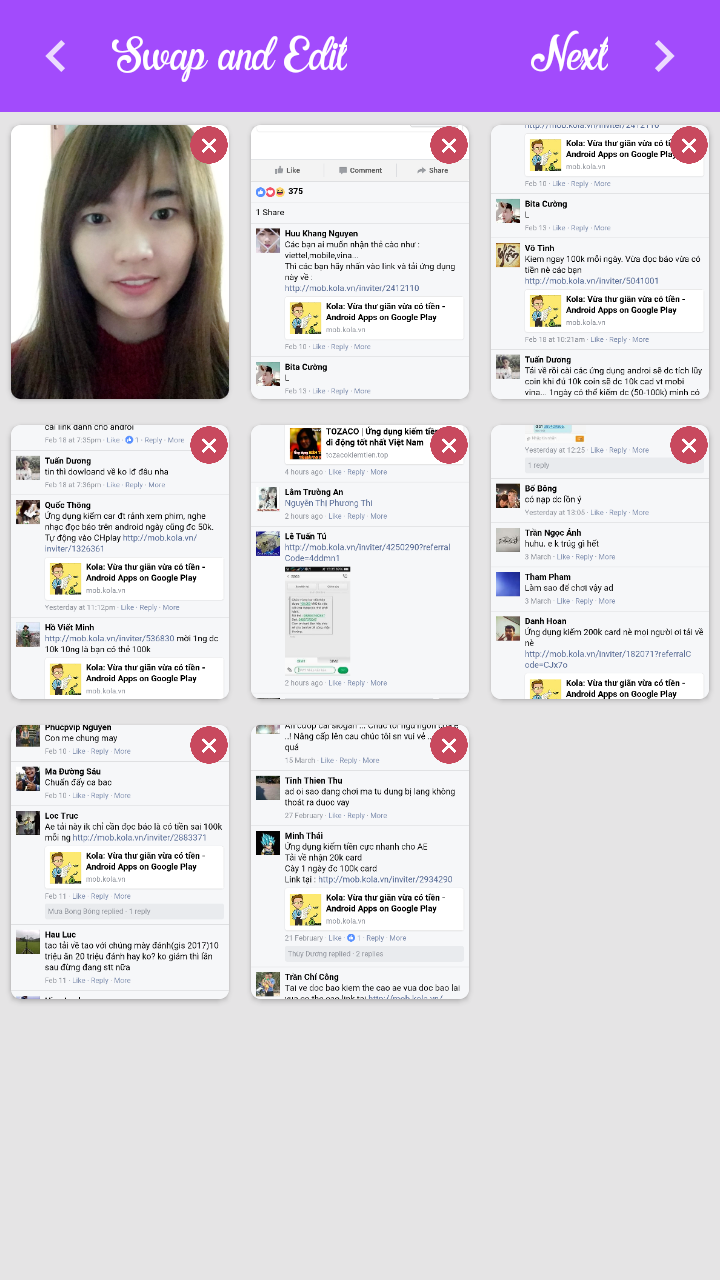 Swap and Edit
Next
Like Comment Share
375
1 Share
Huu Khang Nguyen
Các bạn ai muốn nhận thẻ cào như :
viettel,mobile,vina...
Thì các bạn hãy nhấn vào link và tải ứng dụng
này về :
http://mob.kola.vn/inviter/2412110
Kola: Vừa thư giãn vừa có tiền -
Android Apps on Google Play
mob.kola.vn
Feb 10 · Like · Reply · More
Bita Cường
L
Feb 13 · Like · Reply · More
http://mob.kola.vn/inviter/2412110
Kola: Vừa thư giãn vừa có
Android Apps on Google Play
mob.kola.vn
Feb 10 · Like · Reply · More
Bita Cường
L
Feb 13 · Like · Reply · More
Võ Tình
Kiem ngay 100k mỗi ngày. Vừa đọc báo vừa có
tiền nè các bạn
http://mob.kola.vn/inviter/5041001
Kola: Vừa thư giãn vừa có tiền -
Android Apps on Google Play
mob.kola.vn
Feb 18 at 10:21am · Like · Reply · More
Tuấn Dương
Tải về rồi cài các ứng dụng androi sẽ dc tích lũy
coin khi đủ 10k coin sẽ dc 10k cad vt mobi
vina... 1ngày có thể kiếm dc (50-100k) mình có
cai link danh cho androi
Feb 18 at 7:35pm · Like · 1 · Reply · More
Tuấn Dương
tin thì dowloand về ko lf đâu nha
Feb 18 at 7:36pm · Like · Reply · More
Quốc Thông
Ứng dụng kiếm car đt rảnh xem phim, nghe
nhạc đọc báo trên android ngày cũng đc 50k.
Tự động vào CHplay http://mob.kola.vn/
inviter/1326361
Kola: Vừa thư giãn vừa có tiền -
Android Apps on Google Play
mob.kola.vn
Yesterday at 11:12pm · Like · Reply · More
Hồ Viết Minh
http://mob.kola.vn/inviter/536830 mời 1ng dc
10k 10ng là bạn có thẻ 100k
Kola: Vừa thư giãn vừa có tiền -
Android Apps on Google Play
mob.kola.vn
TOZACO | Ứng dụng kiếm tiền
di động tốt nhất Việt Nam
tozacokiemtien.top
4 hours ago · Like · Reply · More
Lâm Trường An
Nguyên Thị Phương Thi
2 hours ago · Like · Reply · More
Lê Tuấn Tú
http://mob.kola.vn/inviter/4250290?referral
Code=4ddmn1
2 hours ago · Like · Reply · More
Yesterday at 12:25 · Like · Reply · More
1 reply
Bố Bông
có nạp dc lồn ý
Yesterday at 18:06 · Like · Reply · More
Trần Ngọc Ánh
huhu. e k trúg gì hết
3 March · Like · Reply · More
Tham Pham
Làm sao để chơi vậy ad
3 March · Like · Reply · More
Danh Hoan
Ứng dụng kiếm 200k card nè mọi người ơi tải về
nè
http://mob.kola.vn/inviter/182071?referralC
ode=CJx7o
Kola: Vừa thư giãn vừa có tiền -
Android Apps on Google Play
Phucpvip Nguyen
Con me chung may
Feb 10 · Like · Reply · More
Ma Đường Sáu
Chuẩn đấy ca bac
Feb 10 · Like · Reply · More
Loc Truc
Ae tải này ik chỉ cần đọc báo là có tiền sai 100k
mỗi ng http://mob.kola.vn/inviter/2883371
Kola: Vừa thư giãn vừa có tiền -
Android Apps on Google Play
mob.kola.vn
Feb 11 · Like · Reply · More
Mưa Bong Bóng replied · 1 reply
Hau Luc
tao tải về tao với chúng mày đánh(gis 2017)10
triệu ăn 20 triệu đánh hay ko? ko giám thì lần
sau đừng đang stt nữa
Feb 11 · Like · Reply · More
..! Nâng cấp lên cau chúc tôi sn vui vẻ ..
quá
15 March · Like · Reply · More
Tinh Thien Thu
ad oi sao dang chơi ma tu dung bị lang không
thoát ra duoc vay
27 February · Like · Reply · More
Minh Thái
Ứng dụng kiếm tiền cực nhanh cho AE
Tải về nhận 20k card
Cày 1 ngày đc 100k card
Link tại : http://mob.kola.vn/inviter/2934290
Kola: Vừa thư giãn vừa có tiền -
Android Apps on Google Play
mob.kola.vn
21 February · Like · 1 · Reply · More
Thuy Dương replied · 2 replies
Trần Chí Công
Tai ve doc bao kiem the cao ae vua doc bao lai
vua co the cao link tai http://mob.kola.vn/